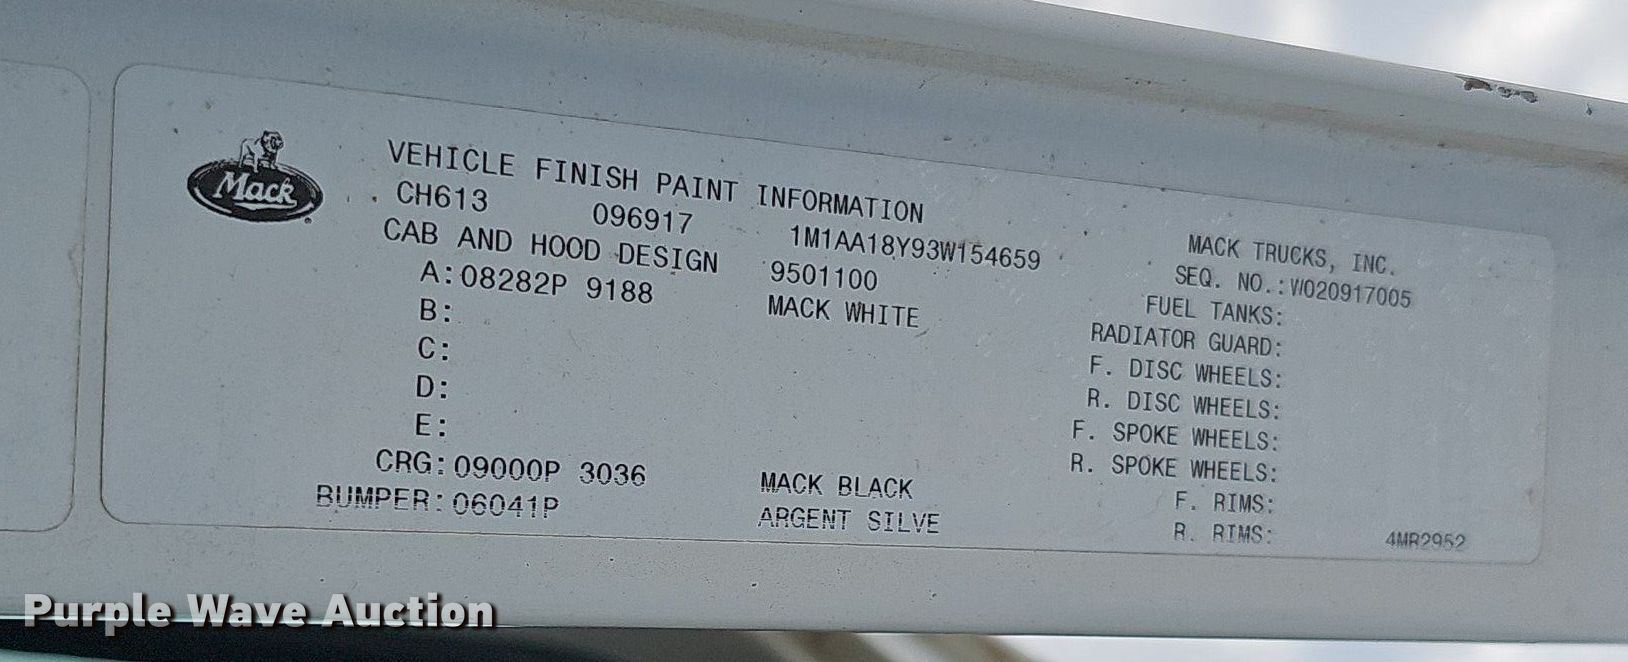 Mack
VEHICLE FINISH PAINT INFORMATION
CH613 096917 1M1AA18Y93W154659
CAB AND HOOD DESIGN 9501100
A:08282P 9188 MACK WHITE
B:
C:
D:
E:
CRG:09000P 3036 MACK BLACK
BUMPER:06041P ARGENT SILVE
MACK TRUCKS, INC.
SEQ. NO.:W020917005
FUEL TANKS:
RADIATOR GUARD:
F. DISC WHEELS:
R. DISC WHEELS:
F. SPOKE WHEELS:
R. SPOKE WHEELS:
F. RIMS:
R. RIMS:
4MR2952
Purple Wave Auction